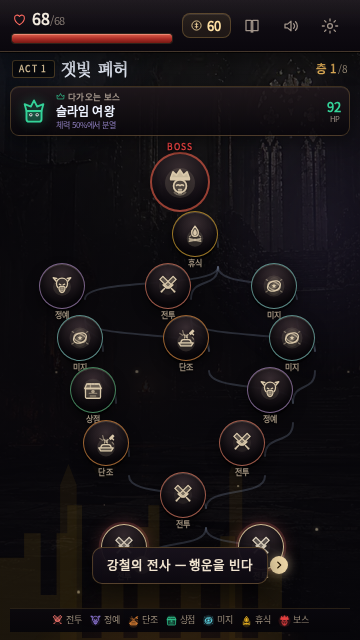 68/68
60
ACT 1 잿빛 폐허
층 1/8
다가오는 보스
슬라임 여왕
체력 50%에서 분열
92
HP
BOSS
휴식
정예
전투
미지
미지
단조
미지
상점
정예
단조
전투
전투
강철의 전사 — 행운을 빈다
전투 정예 단조 상점 미지 휴식 보스